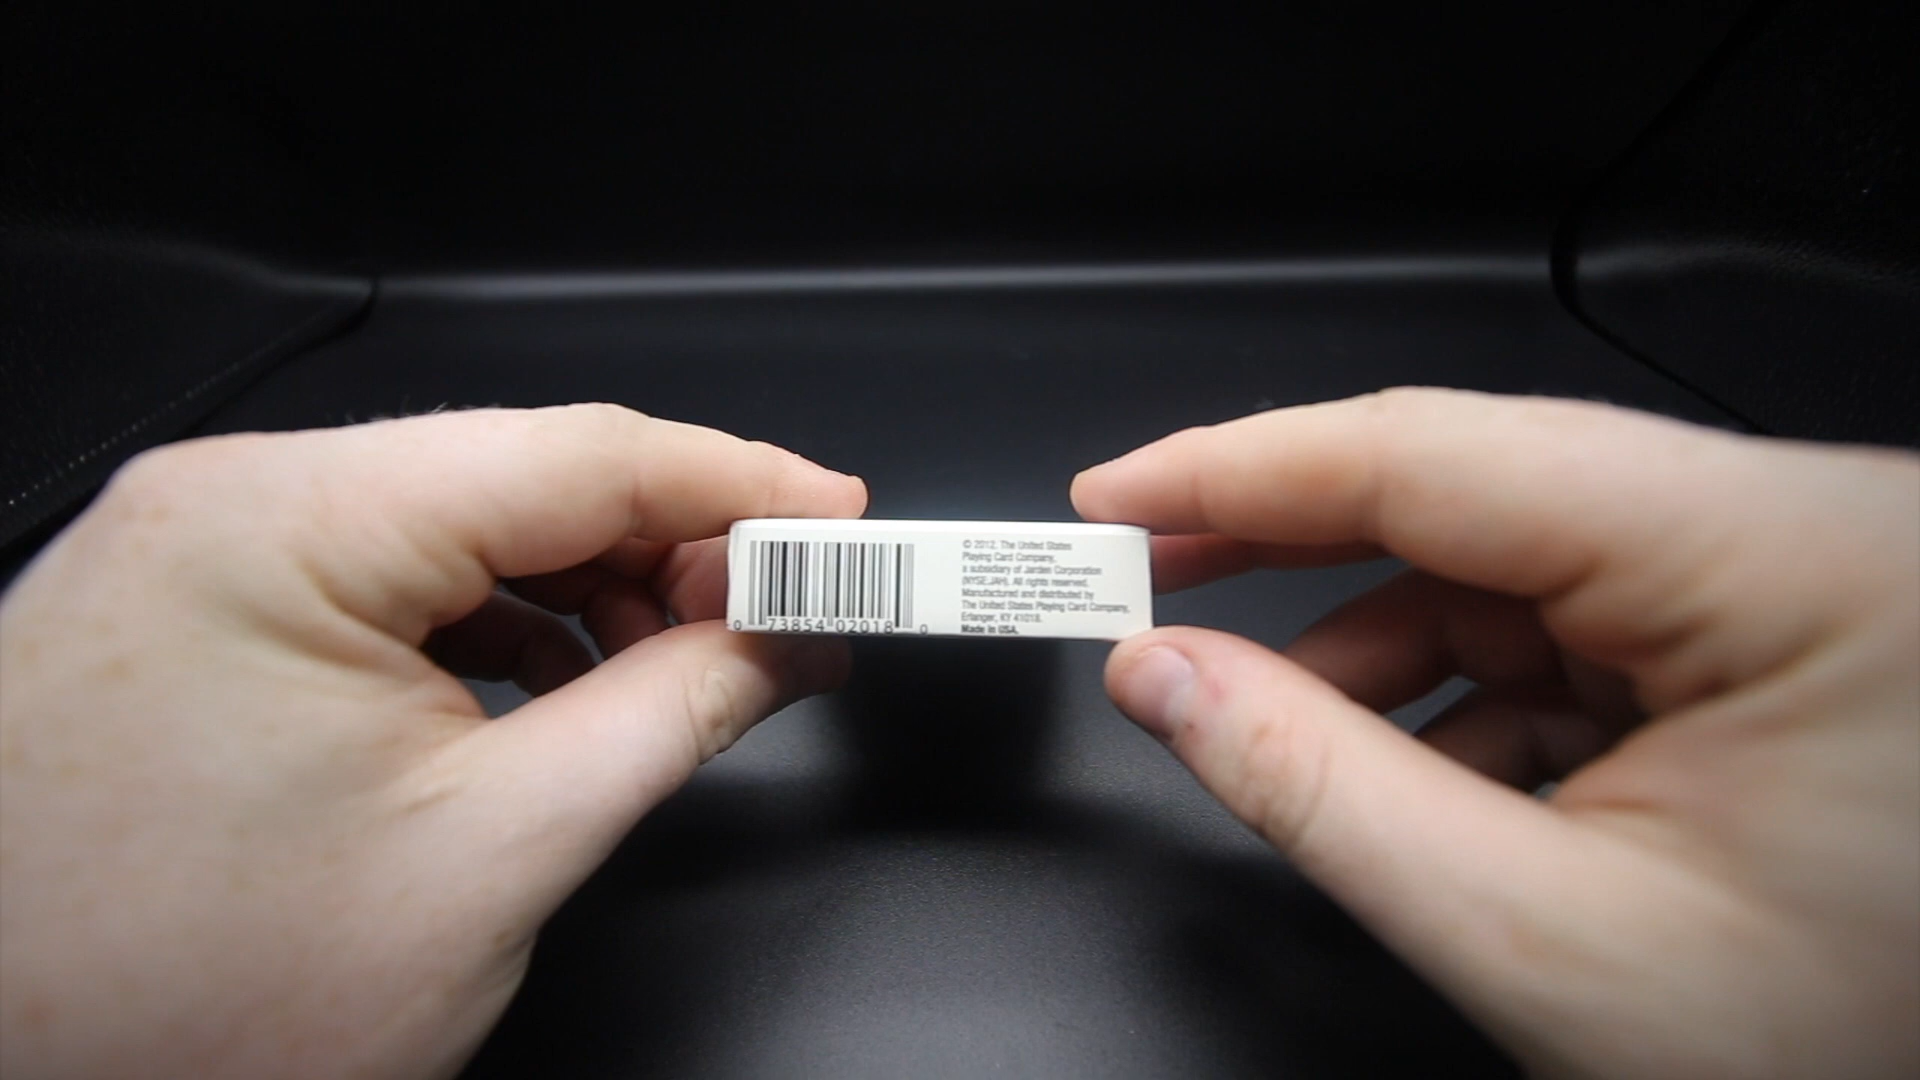 © 2012, The United States
Playing Card Company,
a subsidiary of Jarden Corporation
(NYSE:JAH). All rights reserved.
Manufactured and distributed by
The United States Playing Card Company,
Erlanger, KY 41018.
Made in USA.
0 73854 02018 0